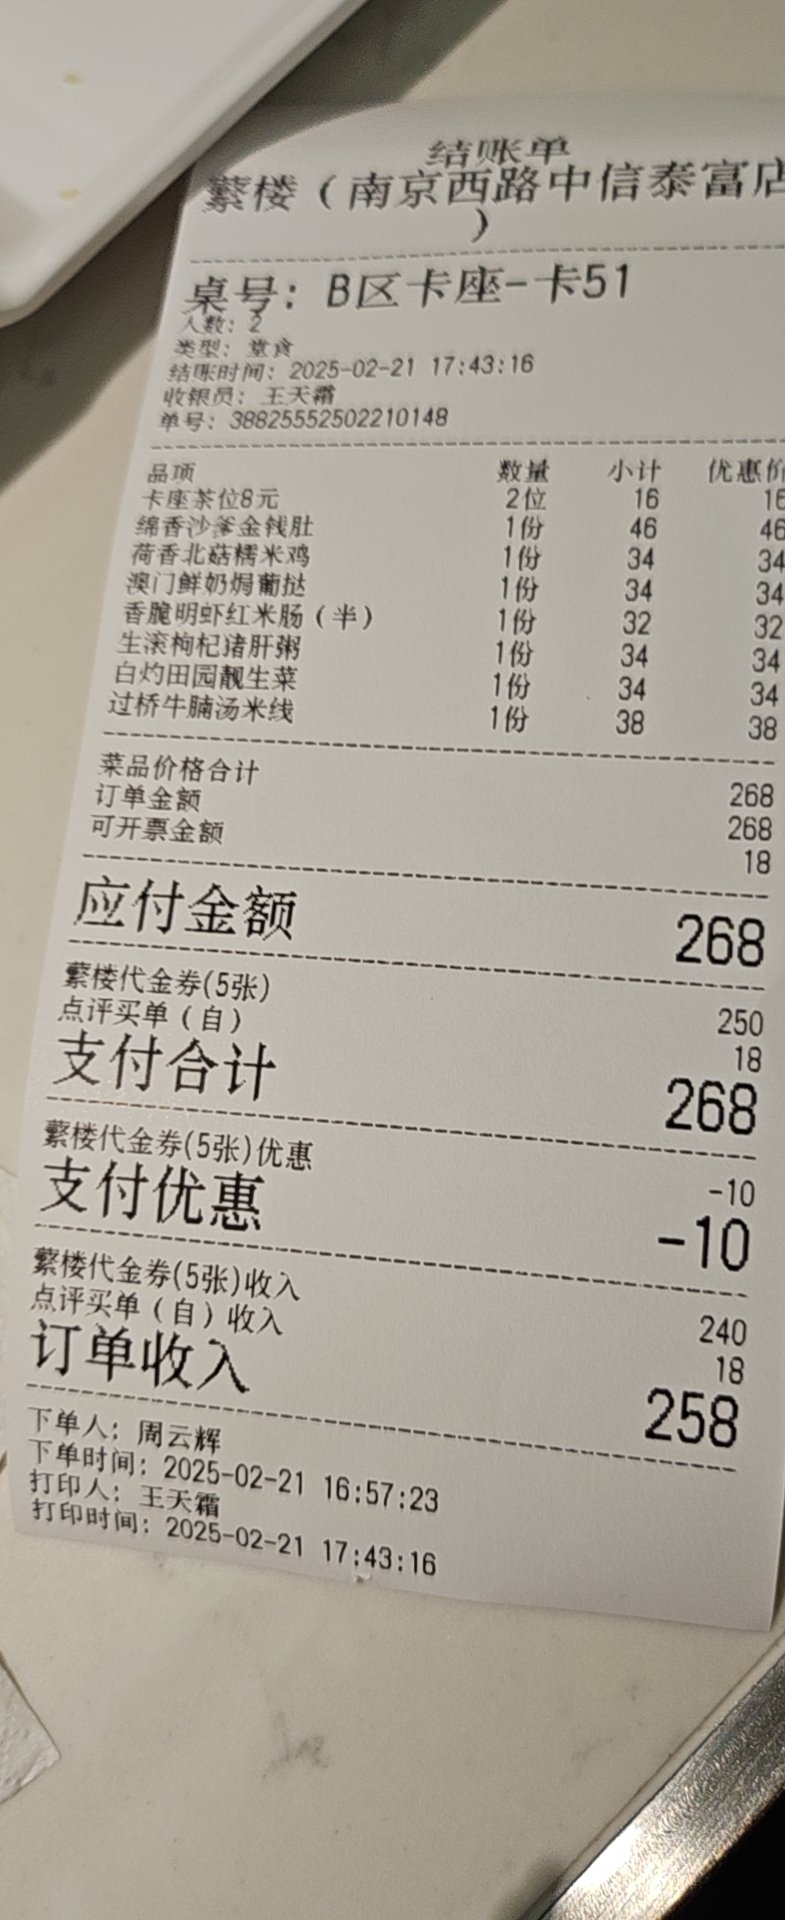 结账单
蘩楼（南京西路中信泰富店
）
桌号: B区卡座-卡51
人数: 2
类型: 堂食
结账时间: 2025-02-21 17:43:16
收银员: 王天霜
单号: 388255552502210148
品项 数量 小计 优惠价
卡座茶位8元 2位 16 16
绵香沙爹金钱肚 1份 46 46
荷香北菇糯米鸡 1份 34 34
澳门鲜奶焗葡挞 1份 34 34
香脆明虾红米肠（半） 1份 32 32
生滚枸杞猪肝粥 1份 34 34
白灼田园靓生菜 1份 34 34
过桥牛腩汤米线 1份 38 38
菜品价格合计 268
订单金额 268
可开票金额 18
应付金额 268
蘩楼代金券(5张) 250
点评买单（自） 18
支付合计 268
蘩楼代金券(5张)优惠 -10
支付优惠 -10
蘩楼代金券(5张)收入 240
点评买单（自）收入 18
订单收入 258
下单人: 周云辉
下单时间: 2025-02-21 16:57:23
打印人: 王天霜
打印时间: 2025-02-21 17:43:16